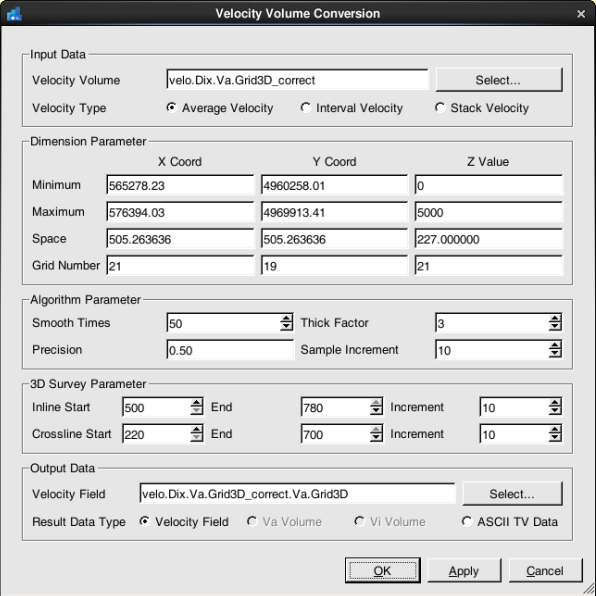 Velocity Volume Conversion
Input Data
Velocity Volume velo.Dix.Va.Grid3D_correct Select...
Velocity Type Average Velocity Interval Velocity Stack Velocity
Dimension Parameter
X Coord Y Coord Z Value
Minimum 565278.23 4960258.01 0
Maximum 576394.03 4969913.41 5000
Space 505.263636 505.263636 227.000000
Grid Number 21 19 21
Algorithm Parameter
Smooth Times 50 Thick Factor 3
Precision 0.50 Sample Increment 10
3D Survey Parameter
Inline Start 500 End 780 Increment 10
Crossline Start 220 End 700 Increment 10
Output Data
Velocity Field velo.Dix.Va.Grid3D_correct.Va.Grid3D Select...
Result Data Type Velocity Field Va Volume Vi Volume ASCII TV Data
OK Apply Cancel